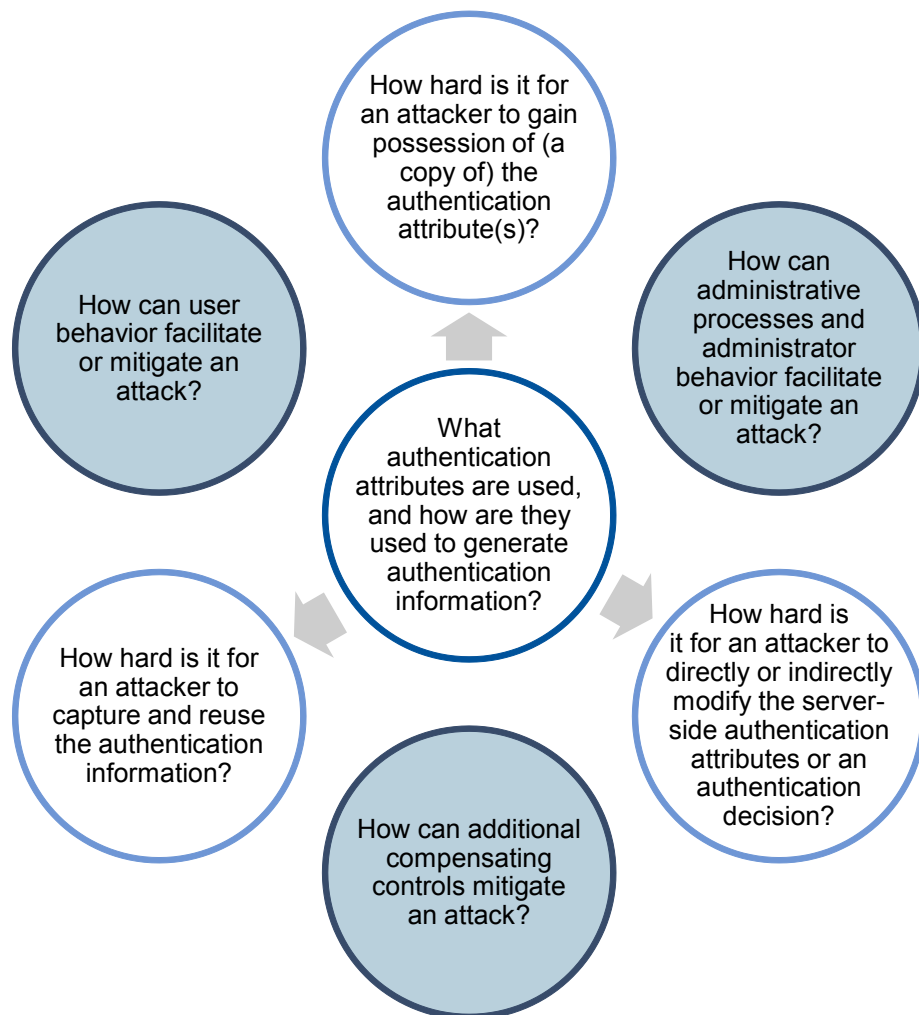 How hard is it for
an attacker to gain
possession of (a
copy of) the
authentication
attribute(s)?
How can user
behavior facilitate
or mitigate an
attack?
How can
administrative
processes and
administrator
behavior facilitate
or mitigate an
attack?
What
authentication
attributes are used,
and how are they
used to generate
authentication
information?
How hard is it for
an attacker to
capture and reuse
the authentication
information?
How hard is
it for an attacker to
directly or indirectly
modify the server-
side authentication
attributes or an
authentication
decision?
How can additional
compensating
controls mitigate
an attack?